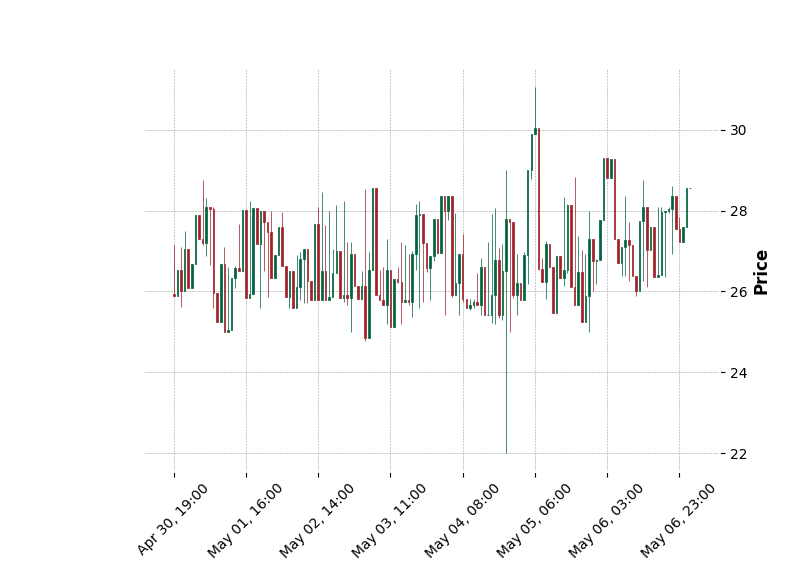 30
28
26
24
22
Price
Apr 30, 19:00
May 01, 16:00
May 02, 14:00
May 03, 11:00
May 04, 08:00
May 05, 06:00
May 06, 03:00
May 06, 23:00